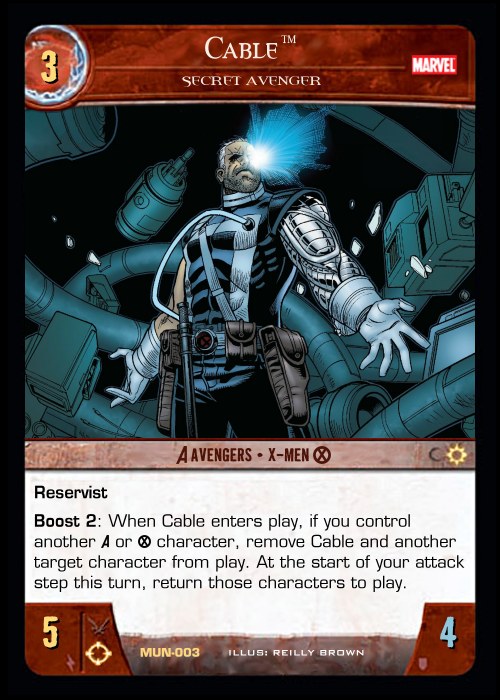 3
CABLE™
SECRET AVENGER
MARVEL
A AVENGERS • X-MEN X
Reservist
Boost 2: When Cable enters play, if you control
another A or X character, remove Cable and another
target character from play. At the start of your attack
step this turn, return those characters to play.
5
MUN-003 ILLUS: REILLY BROWN
4